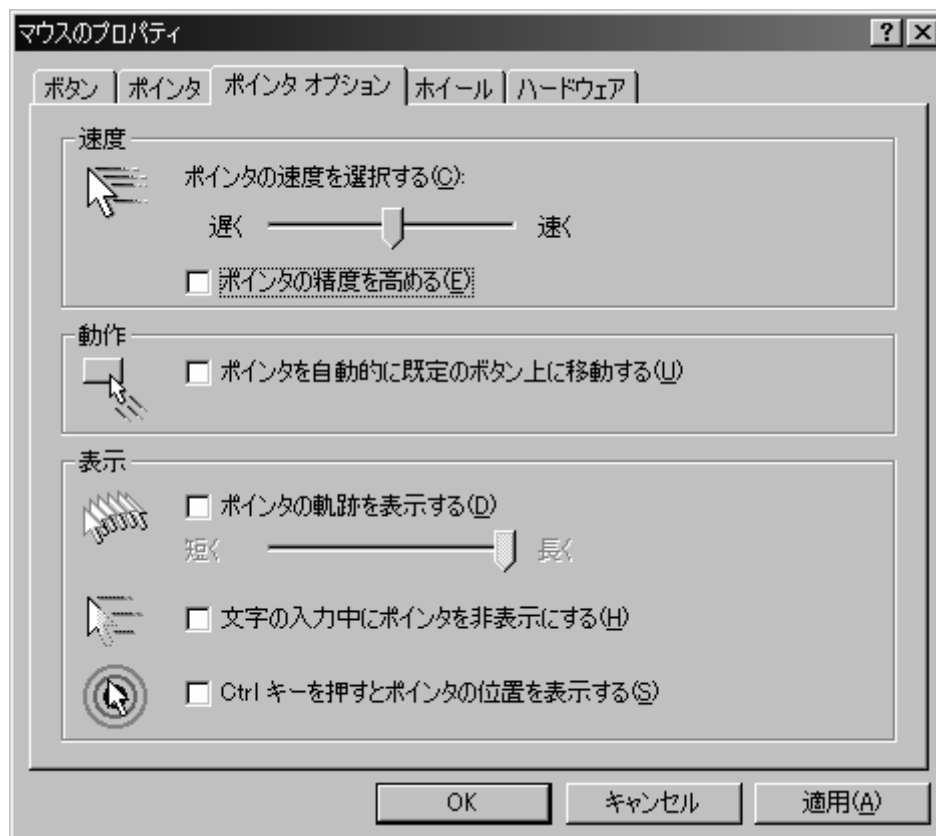 マウスのプロパティ
ボタン ポインタ ポインタ オプション ホイール ハードウェア
速度
ポインタの速度を選択する(C):
遅く 速く
ポインタの精度を高める(E)
動作
ポインタを自動的に既定のボタン上に移動する(U)
表示
ポインタの軌跡を表示する(D)
短く 長く
文字の入力中にポインタを非表示にする(H)
Ctrl キーを押すとポインタの位置を表示する(S)
OK キャンセル 適用(A)